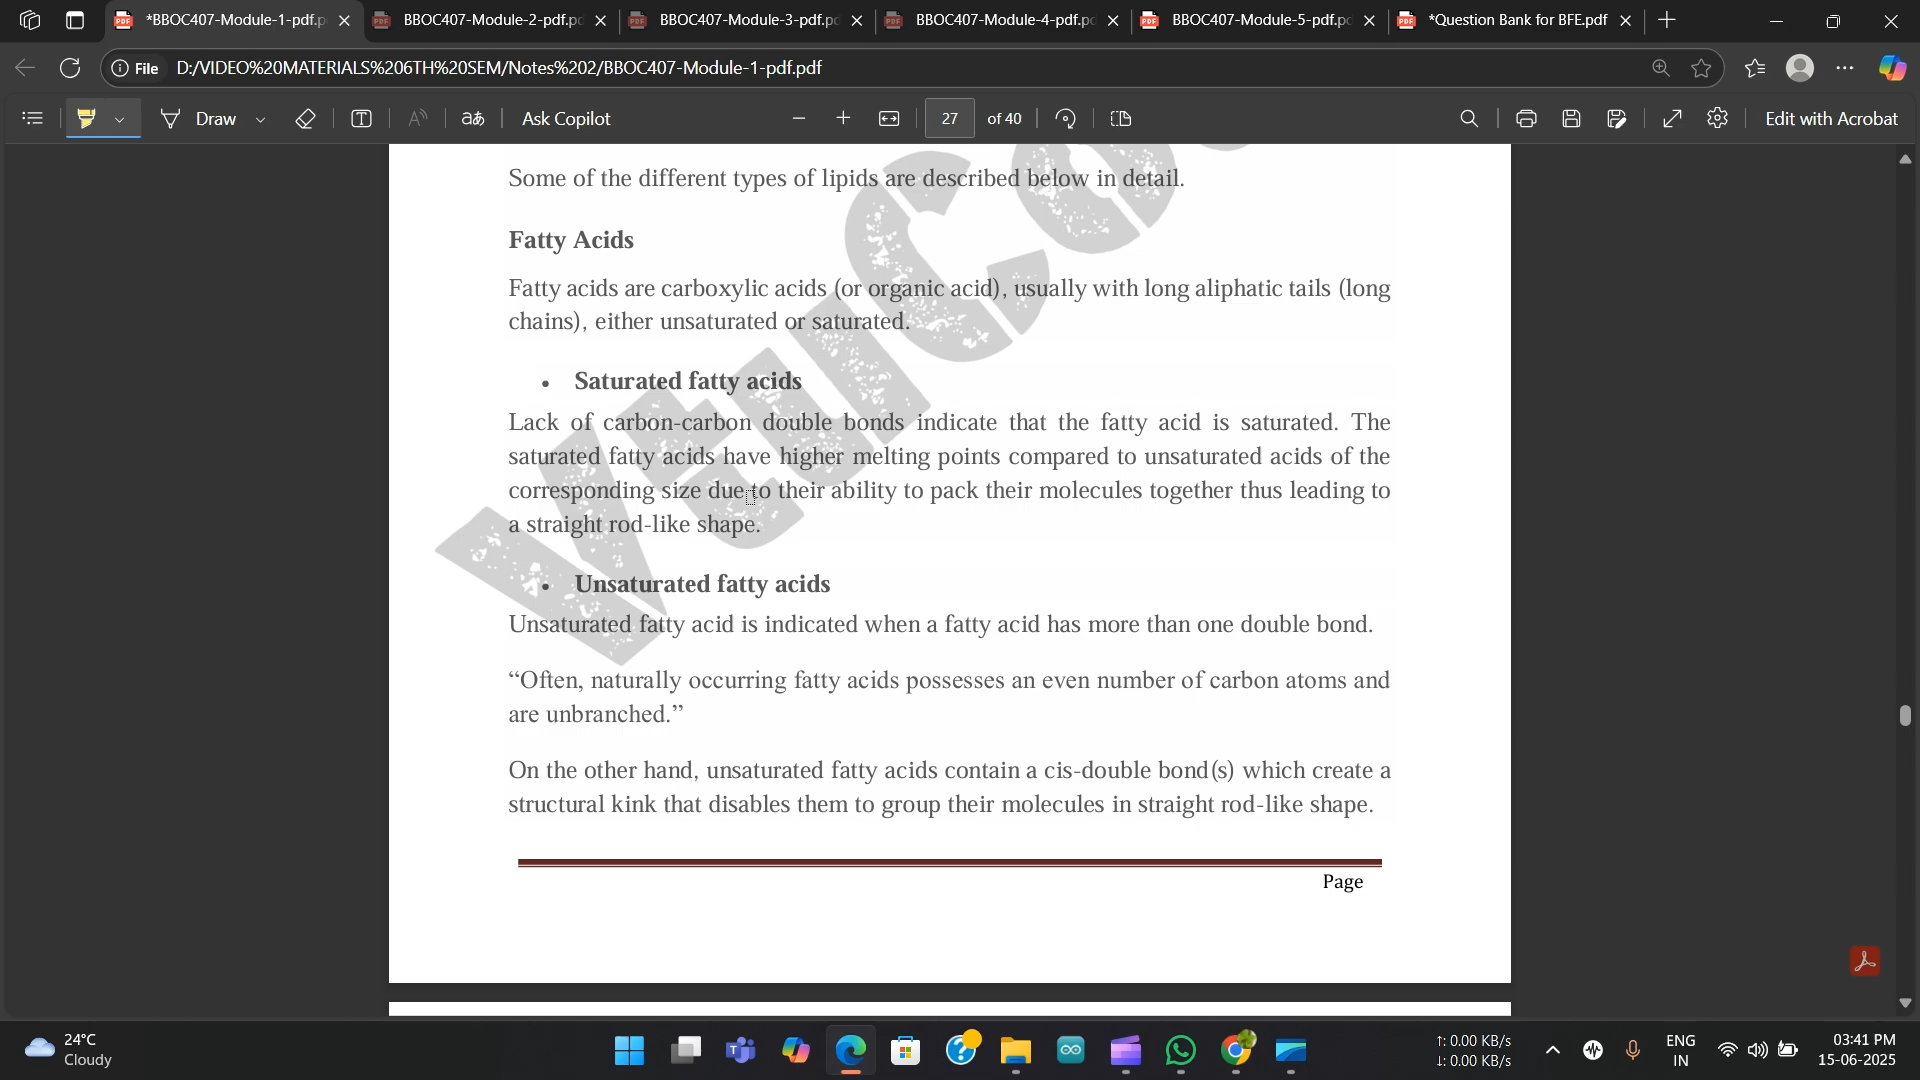 *BBOC407-Module-1-pdf.p
BBOC407-Module-2-pdf.pd
BBOC407-Module-3-pdf.pd
BBOC407-Module-4-pdf.pd
BBOC407-Module-5-pdf.pd
*Question Bank for BFE.pdf
File
D:/VIDEO%20MATERIALS%206TH%20SEM/Notes%202/BBOC407-Module-1-pdf.pdf
Draw
aあ
Ask Copilot
27 of 40
Edit with Acrobat
Some of the different types of lipids are described below in detail.
Fatty Acids
Fatty acids are carboxylic acids (or organic acid), usually with long aliphatic tails (long
chains), either unsaturated or saturated.
• Saturated fatty acids
Lack of carbon-carbon double bonds indicate that the fatty acid is saturated. The
saturated fatty acids have higher melting points compared to unsaturated acids of the
corresponding size due to their ability to pack their molecules together thus leading to
a straight rod-like shape.
• Unsaturated fatty acids
Unsaturated fatty acid is indicated when a fatty acid has more than one double bond.
“Often, naturally occurring fatty acids possesses an even number of carbon atoms and
are unbranched.”
On the other hand, unsaturated fatty acids contain a cis-double bond(s) which create a
structural kink that disables them to group their molecules in straight rod-like shape.
Page
24°C
Cloudy
↑: 0.00 KB/s
↓: 0.00 KB/s
ENG
IN
03:41 PM
15-06-2025